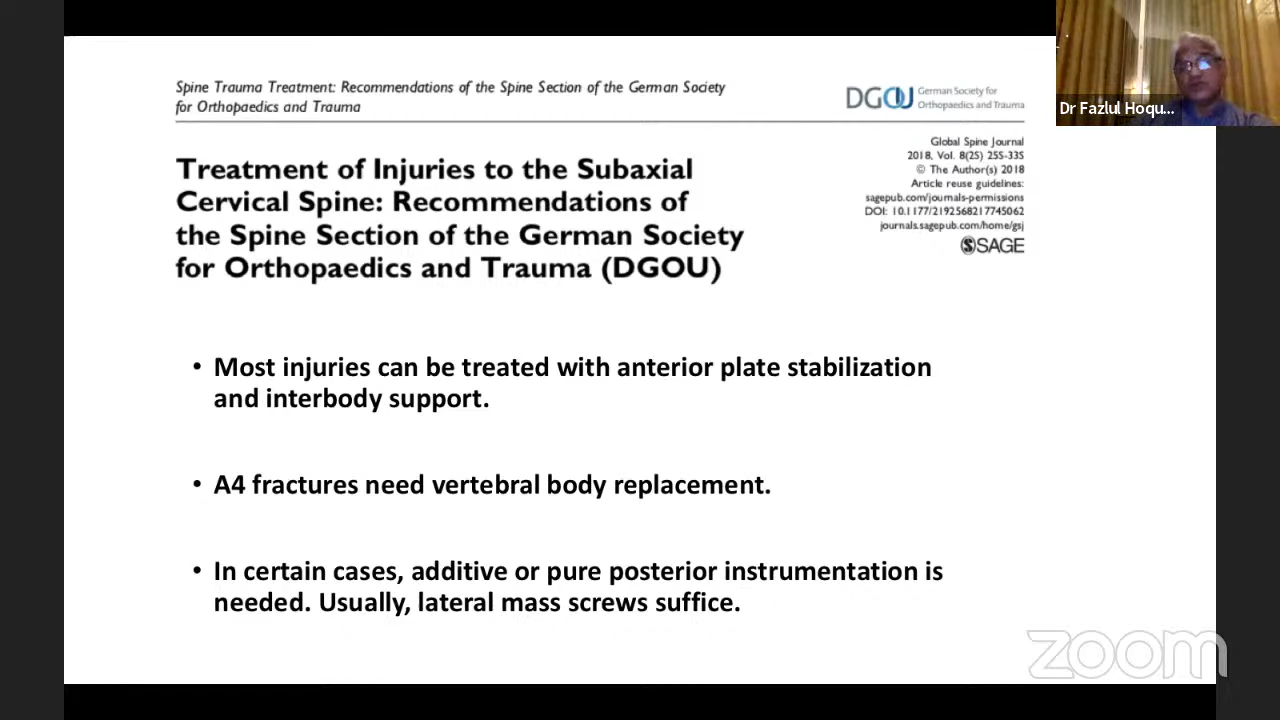 Spine Trauma Treatment: Recommendations of the Spine Section of the German Society
for Orthopaedics and Trauma
DGOU German Society for
Orthopaedics and Trauma
Dr Fazlul Hoqu...
Global Spine Journal
2018, Vol. 8(2S) 25S-33S
© The Author(s) 2018
Article reuse guidelines:
sagepub.com/journals-permissions
DOI: 10.1177/2192568217745062
journals.sagepub.com/home/gsj
SAGE
Treatment of Injuries to the Subaxial
Cervical Spine: Recommendations of
the Spine Section of the German Society
for Orthopaedics and Trauma (DGOU)
• Most injuries can be treated with anterior plate stabilization
and interbody support.
• A4 fractures need vertebral body replacement.
• In certain cases, additive or pure posterior instrumentation is
needed. Usually, lateral mass screws suffice.
zoom